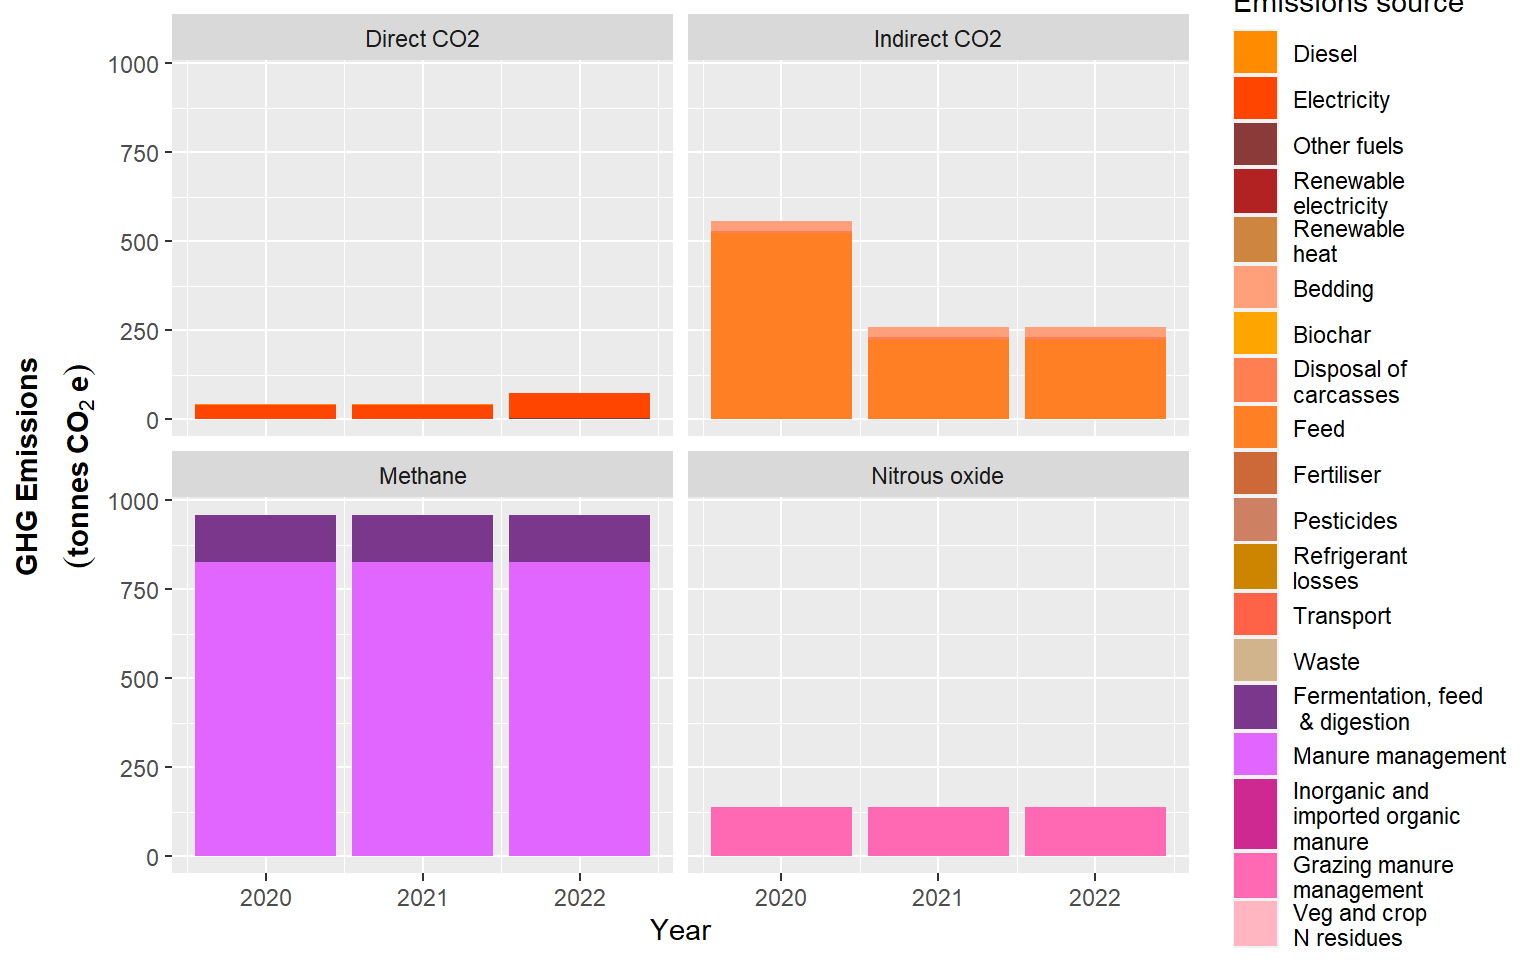 Direct CO2
Indirect CO2
1000
750
500
250
0
Methane
Nitrous oxide
1000
750
500
250
0
2020
2021
2022
2020
2021
2022
Year
GHG Emissions
(tonnes CO2 e)
Emissions source
Diesel
Electricity
Other fuels
Renewable
electricity
Renewable
heat
Bedding
Biochar
Disposal of
carcasses
Feed
Fertiliser
Pesticides
Refrigerant
losses
Transport
Waste
Fermentation, feed
& digestion
Manure management
Inorganic and
imported organic
manure
Grazing manure
management
Veg and crop
N residues